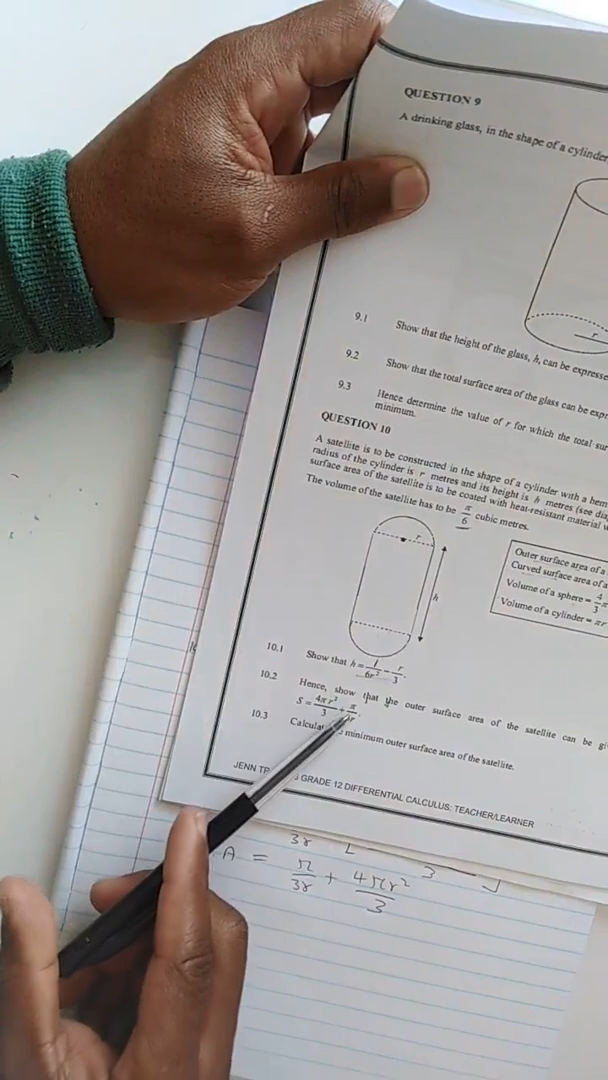 QUESTION 9
A drinking glass, in the shape of a cylinder
r
9.1 Show that the height of the glass, h, can be expresse
9.2 Show that the total surface area of the glass can be exp
9.3 Hence determine the value of r for which the total sur
minimum.
QUESTION 10
A satellite is to be constructed in the shape of a cylinder with a hem
radius of the cylinder is r metres and its height is h metres (see dia
surface area of the satellite is to be coated with heat-resistant material
The volume of the satellite has to be π/6 cubic metres.
r
h
Outer surface area of a
Curved surface area of a
Volume of a sphere = 4/3 π
Volume of a cylinder = πr
10.1 Show that h = 1/6r² − r/3.
10.2 Hence, show that the outer surface area of the satellite can be gi
S = 4πr²/3 + π/
10.3 minimum outer surface area of the satellite.
JENN GRADE 12 DIFFERENTIAL CALCULUS: TEACHER/LEARNER
3r 3
A = π/3r + 4πr²/3